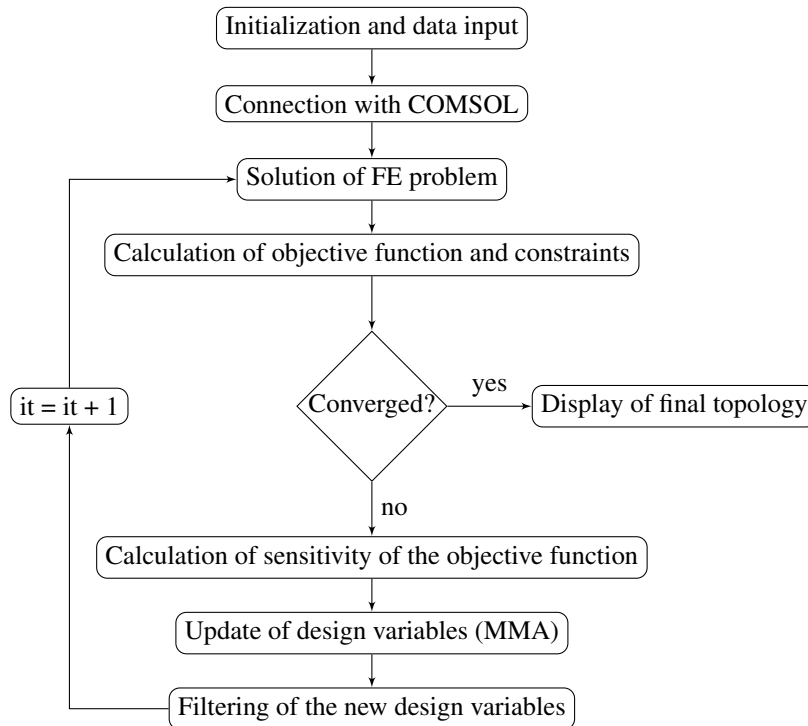 Initialization and data input
Connection with COMSOL
Solution of FE problem
Calculation of objective function and constraints
Converged?
yes
Display of final topology
it = it + 1
no
Calculation of sensitivity of the objective function
Update of design variables (MMA)
Filtering of the new design variables